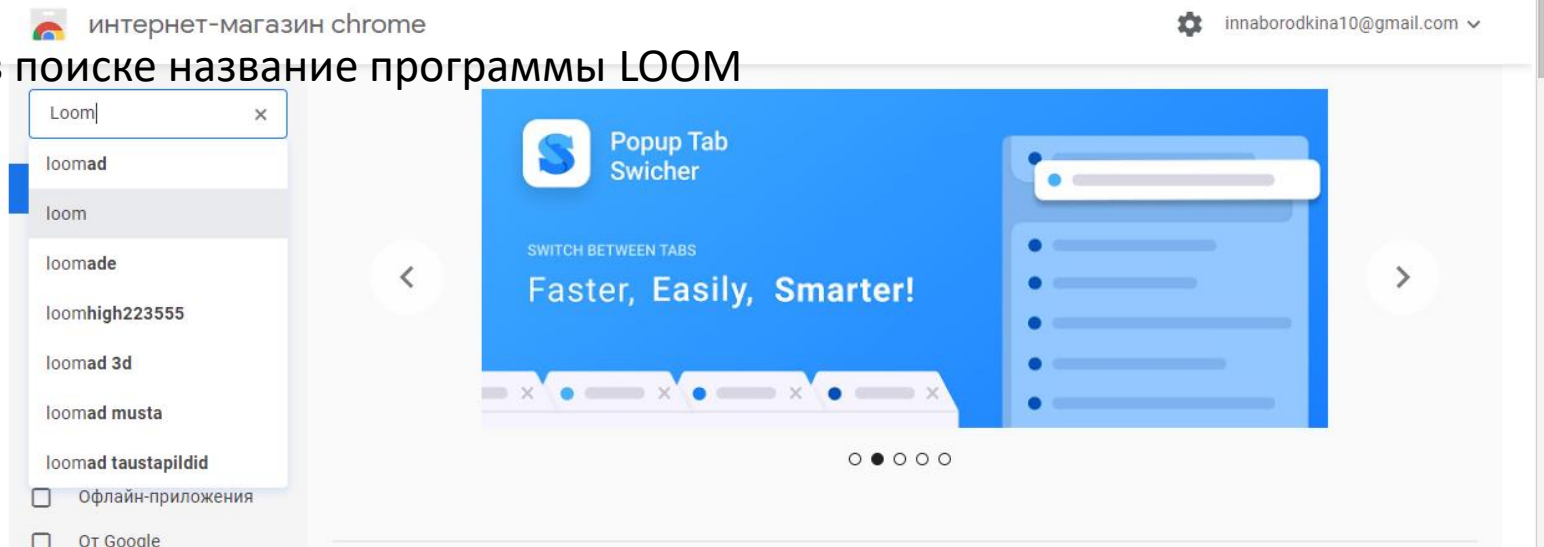 интернет-магазин chrome
innaborodkina10@gmail.com
в поиске название программы LOOM
Loom
loomad
loom
loomade
loomhigh223555
loomad 3d
loomad musta
loomad taustapildid
Офлайн-приложения
От Google
Popup Tab
Swicher
SWITCH BETWEEN TABS
Faster, Easily, Smarter!